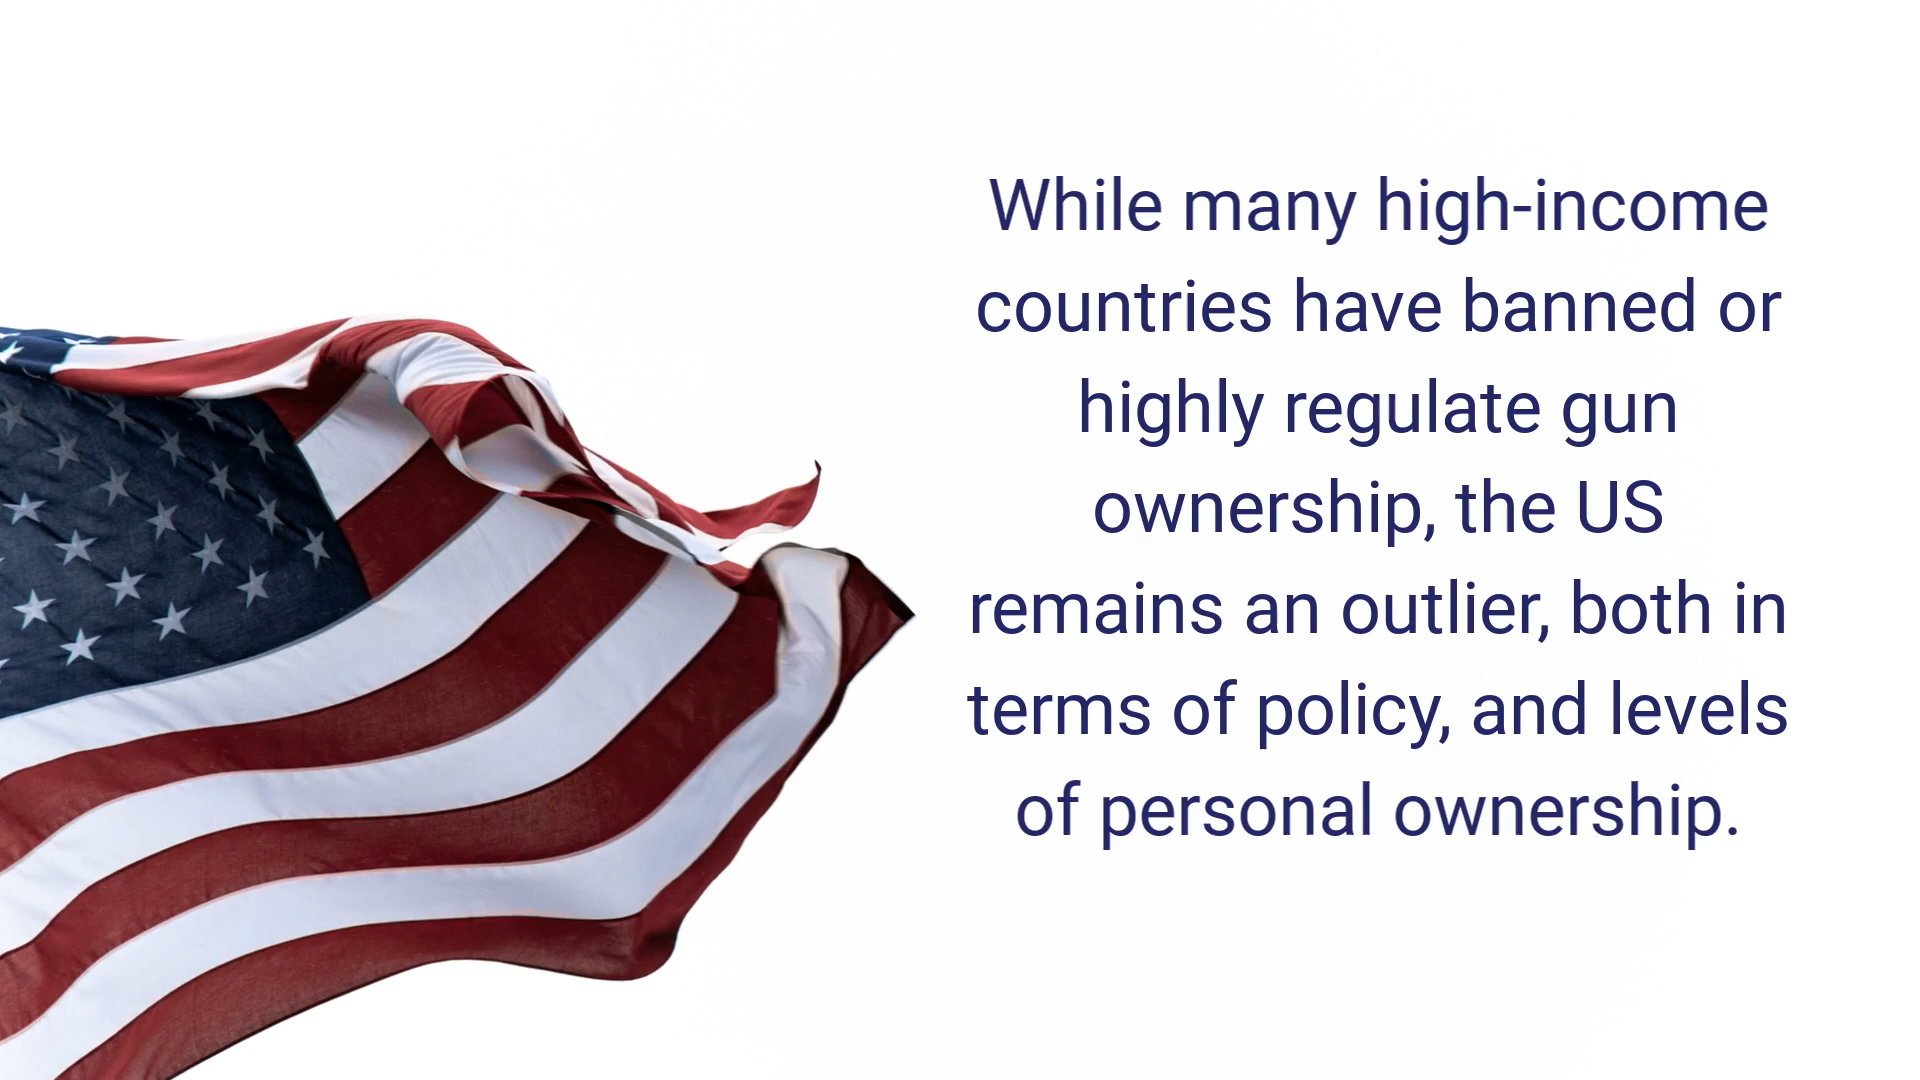 While many high-income
countries have banned or
highly regulate gun
ownership, the US
remains an outlier, both in
terms of policy, and levels
of personal ownership.